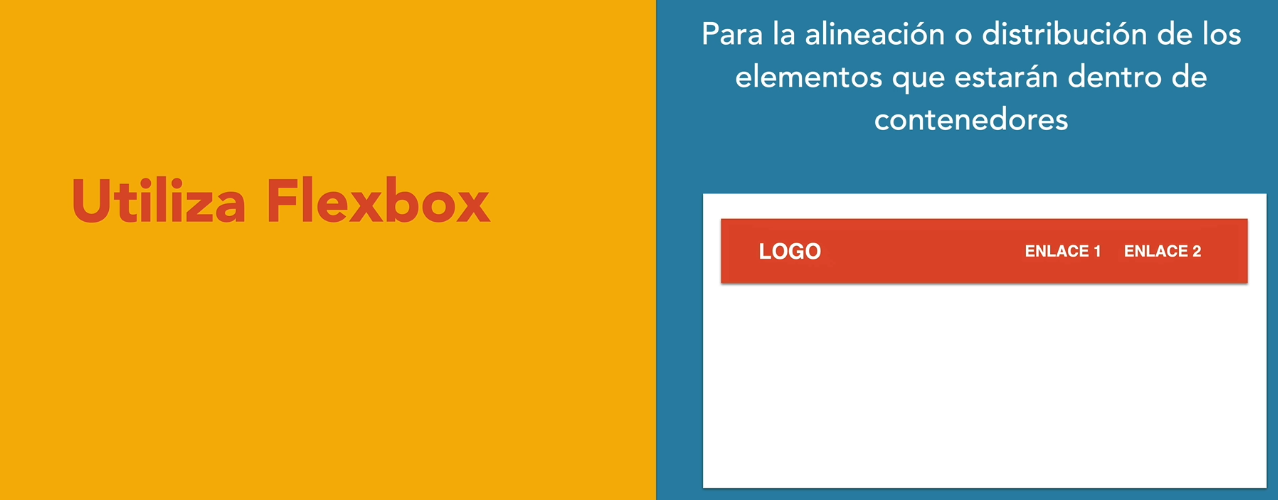 Utiliza Flexbox
Para la alineación o distribución de los
elementos que estarán dentro de
contenedores
LOGO
ENLACE 1
ENLACE 2